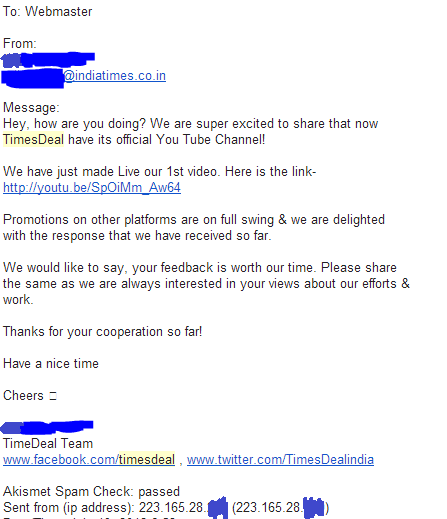 To: Webmaster
From:
@indiatimes.co.in
Message:
Hey, how are you doing? We are super excited to share that now
TimesDeal have its official You Tube Channel!
We have just made Live our 1st video. Here is the link-
http://youtu.be/SpOiMm_Aw64
Promotions on other platforms are on full swing & we are delighted
with the response that we have received so far.
We would like to say, your feedback is worth our time. Please share
the same as we are always interested in your views about our efforts &
work.
Thanks for your cooperation so far!
Have a nice time
Cheers
TimeDeal Team
www.facebook.com/timesdeal , www.twitter.com/TimesDealindia
Akismet Spam Check: passed
Sent from (ip address): 223.165.28. (223.165.28. )